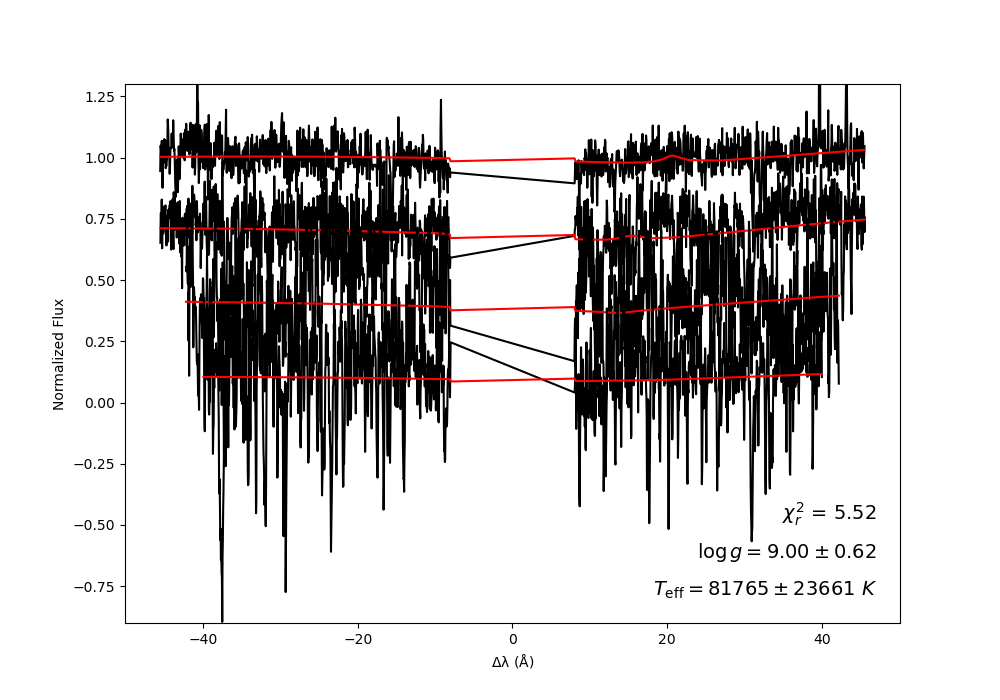 1.25
1.00
0.75
0.50
0.25
0.00
−0.25
−0.50
−0.75
Normalized Flux
χ²ᵣ = 5.52
log g = 9.00 ± 0.62
T_eff = 81765 ± 23661 K
−40 −20 0 20 40
Δλ (Å)